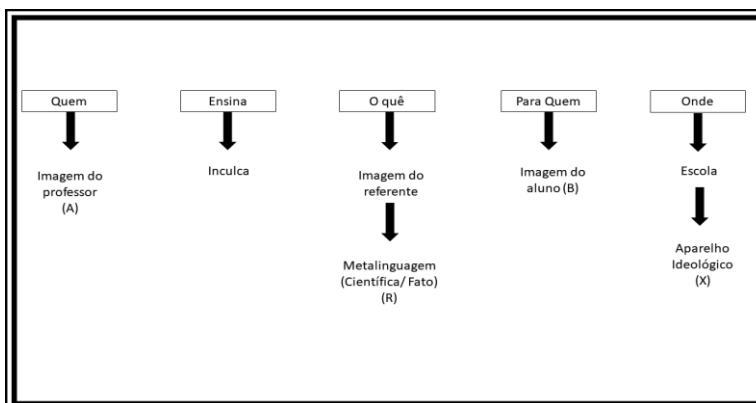 Quem
Ensina
O quê
Para Quem
Onde
Imagem do
professor
(A)
Inculca
Imagem do
referente
Metalinguagem
(Científica/ Fato)
(R)
Imagem do
aluno (B)
Escola
Aparelho
Ideológico
(X)